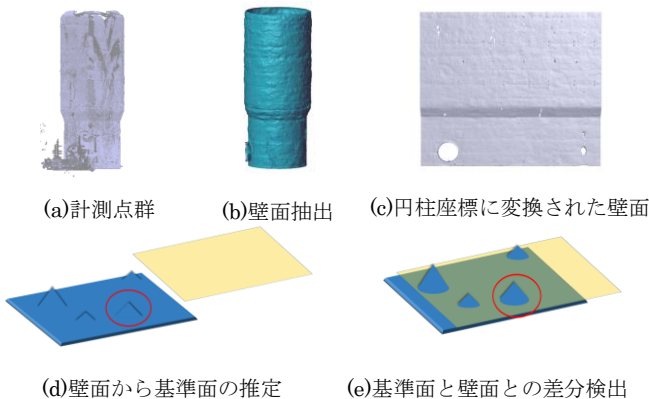 (a)計測点群
(b)壁面抽出
(c)円柱座標に変換された壁面
(d)壁面から基準面の推定
(e)基準面と壁面との差分検出